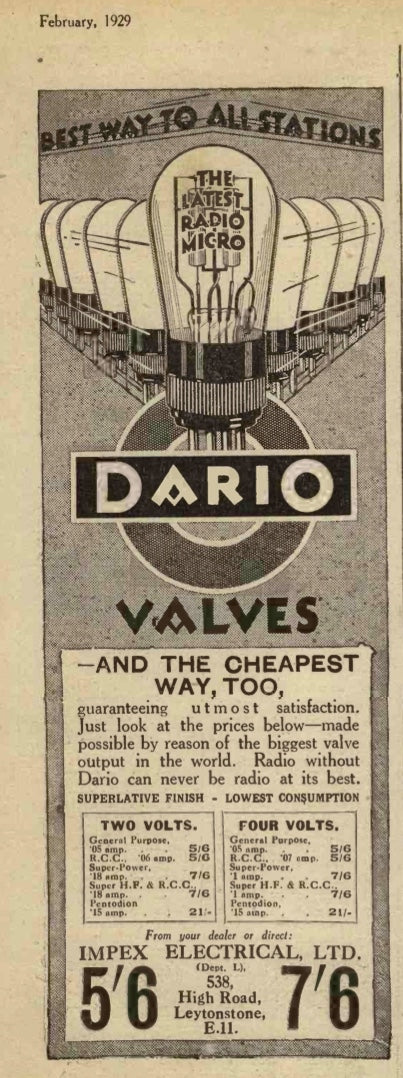 February, 1929
BEST WAY TO ALL STATIONS
THE
LATEST
RADIO
MICRO
DARIO
VALVES
—AND THE CHEAPEST
WAY, TOO,
guaranteeing utmost satisfaction.
Just look at the prices below—made
possible by reason of the biggest valve
output in the world. Radio without
Dario can never be radio at its best.
SUPERLATIVE FINISH - LOWEST CONSUMPTION
TWO VOLTS.
General Purpose,
'05 amp. . . 5/6
R.C.C., '06 amp. 5/6
Super-Power,
'18 amp. . . 7/6
Super H.F. & R.C.C.,
'18 amp. . . 7/6
Pentodion,
'15 amp. . . 21/-
FOUR VOLTS.
General Purpose,
'05 amp. . . 5/6
R.C.C., '07 amp. 5/6
Super-Power,
'1 amp. . . 7/6
Super H.F. & R.C.C.,
'1 amp. . . 7/6
Pentodion,
'15 amp. . . 21/-
From your dealer or direct:
IMPEX ELECTRICAL, LTD.
(Dept. L),
538,
High Road,
Leytonstone,
E.11.
5'6
7'6